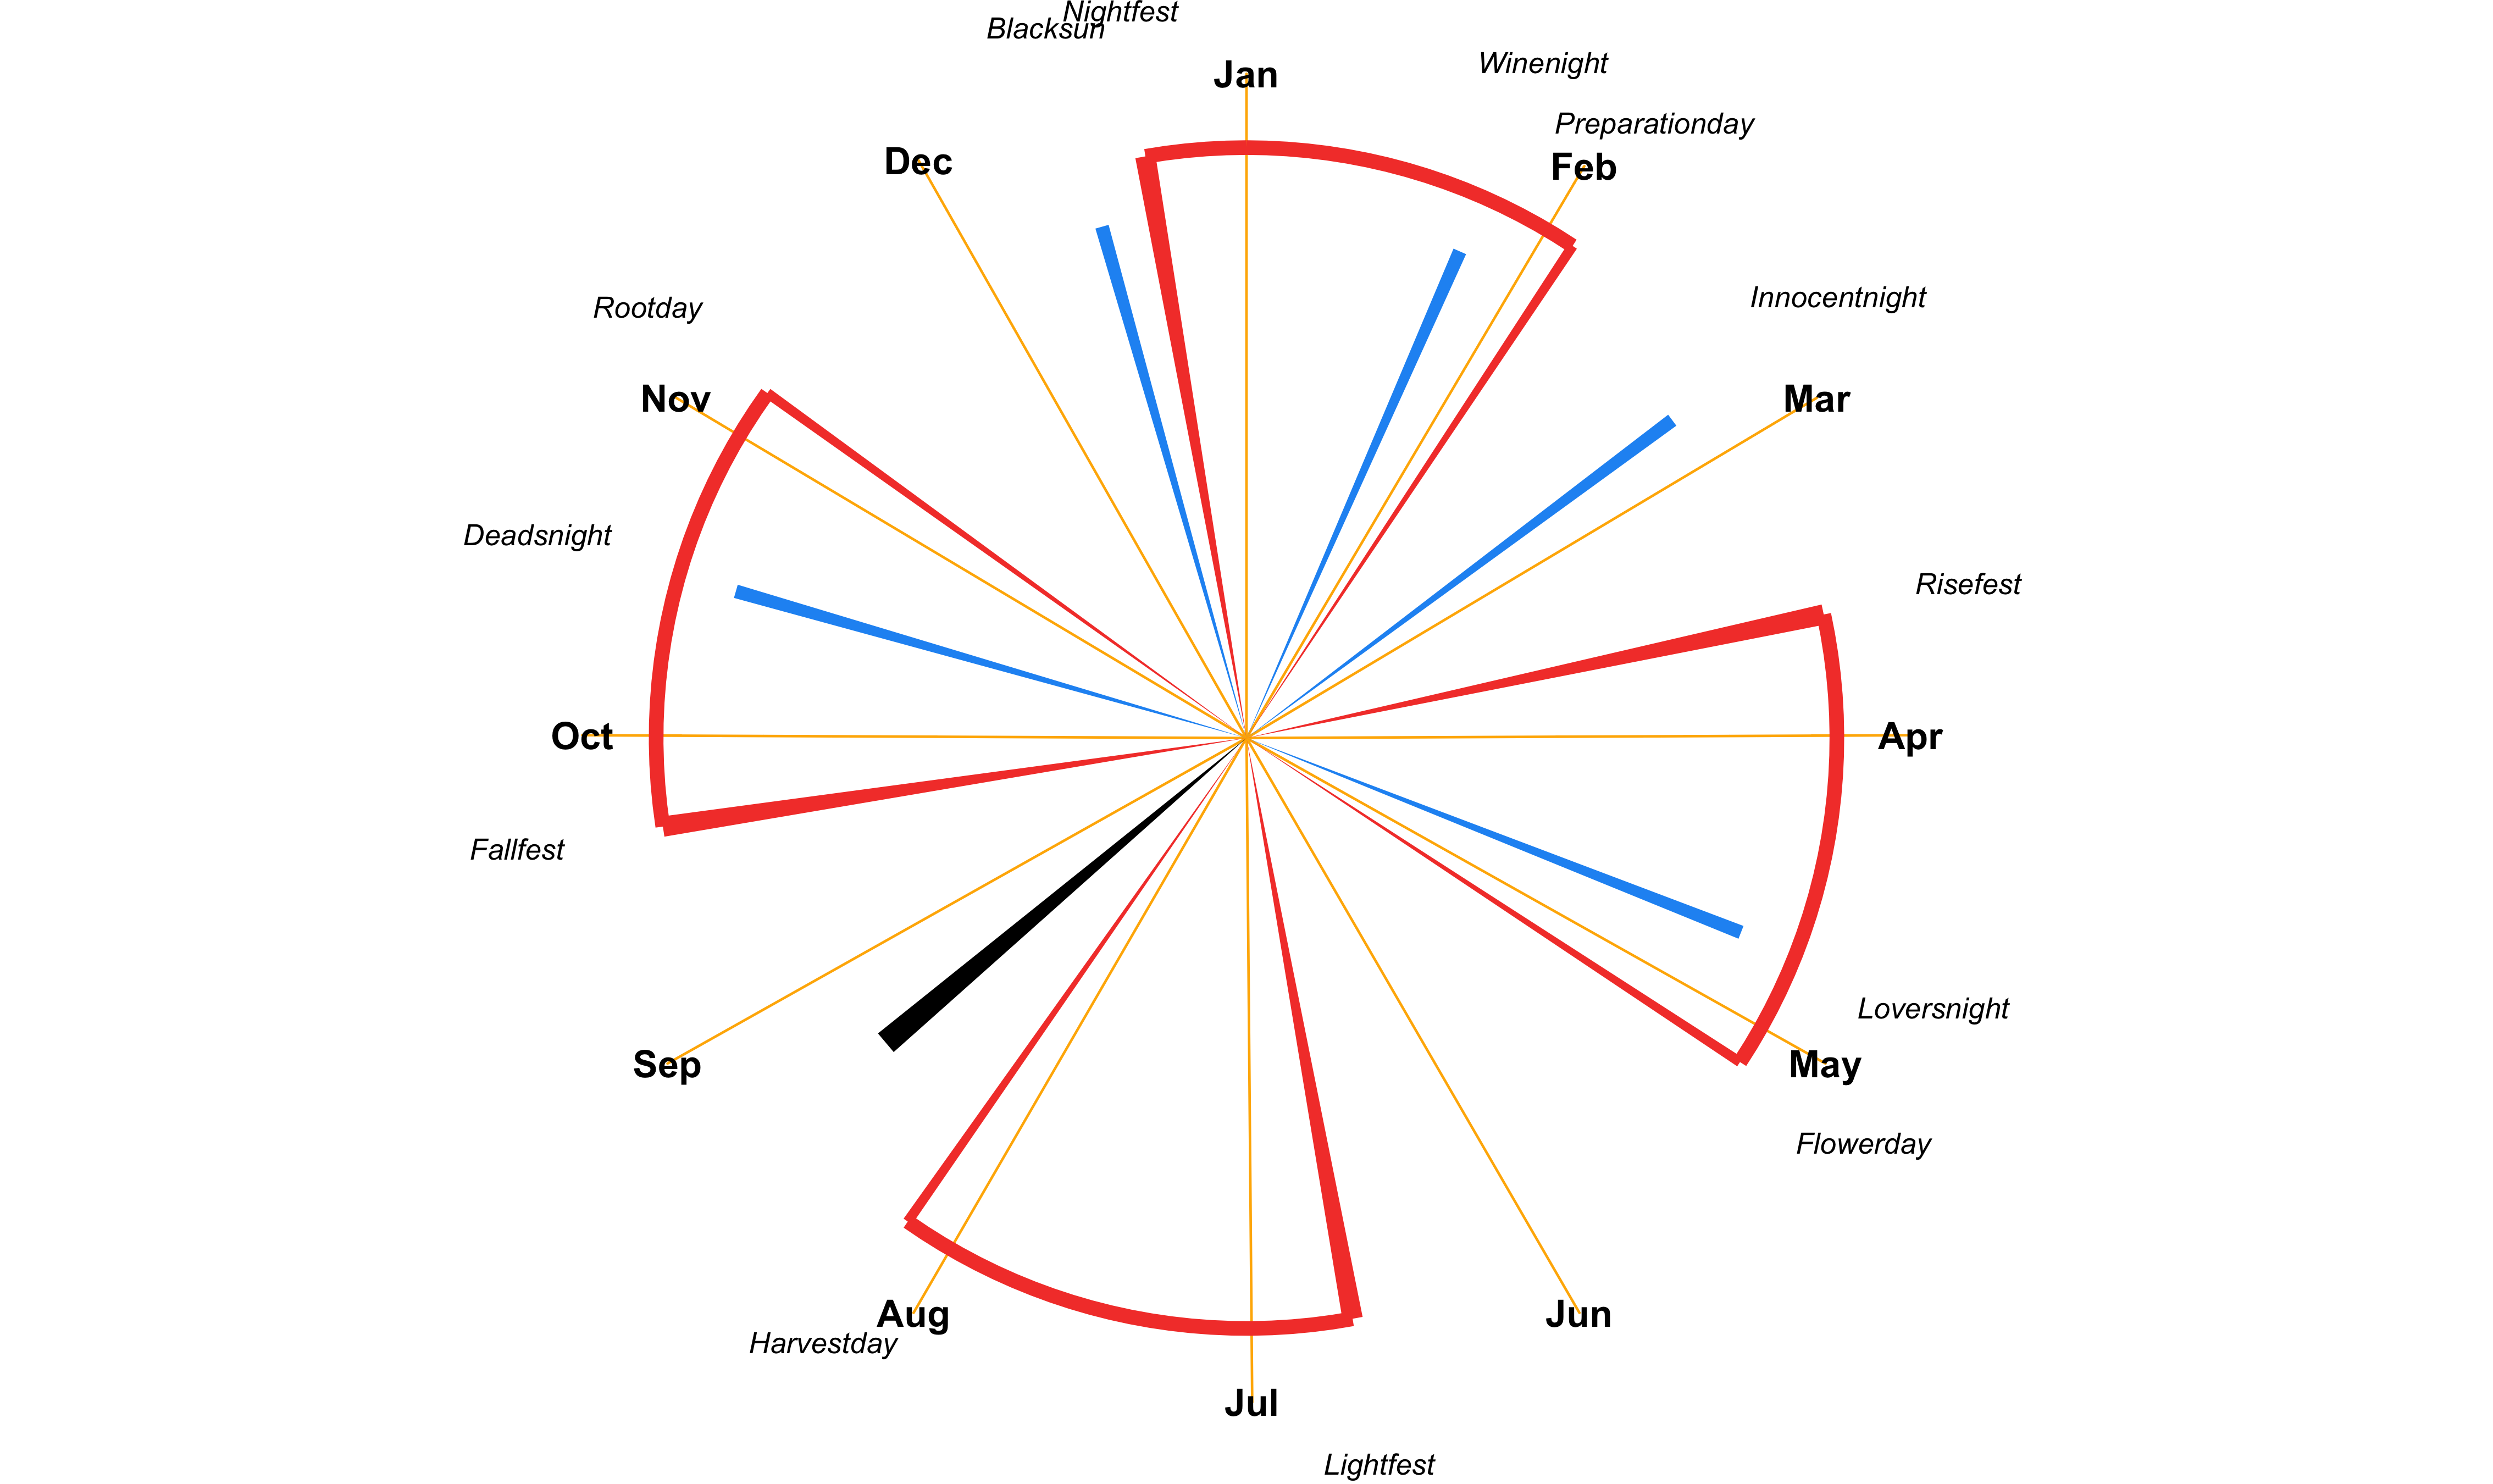 Nightfest
Blacksun
Jan
Winenight
Preparationday
Dec
Feb
Innocentnight
Rootday
Nov
Mar
Deadsnight
Risefest
Oct
Apr
Fallfest
Loversnight
Sep
May
Flowerday
Aug
Jun
Harvestday
Jul
Lightfest